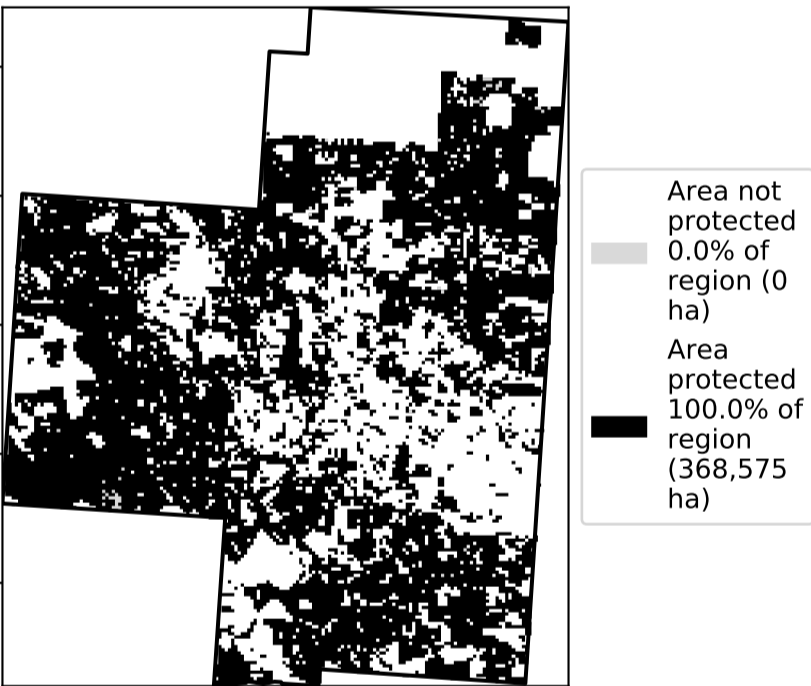 Area not
protected
0.0% of
region (0
ha)
Area
protected
100.0% of
region
(368,575
ha)